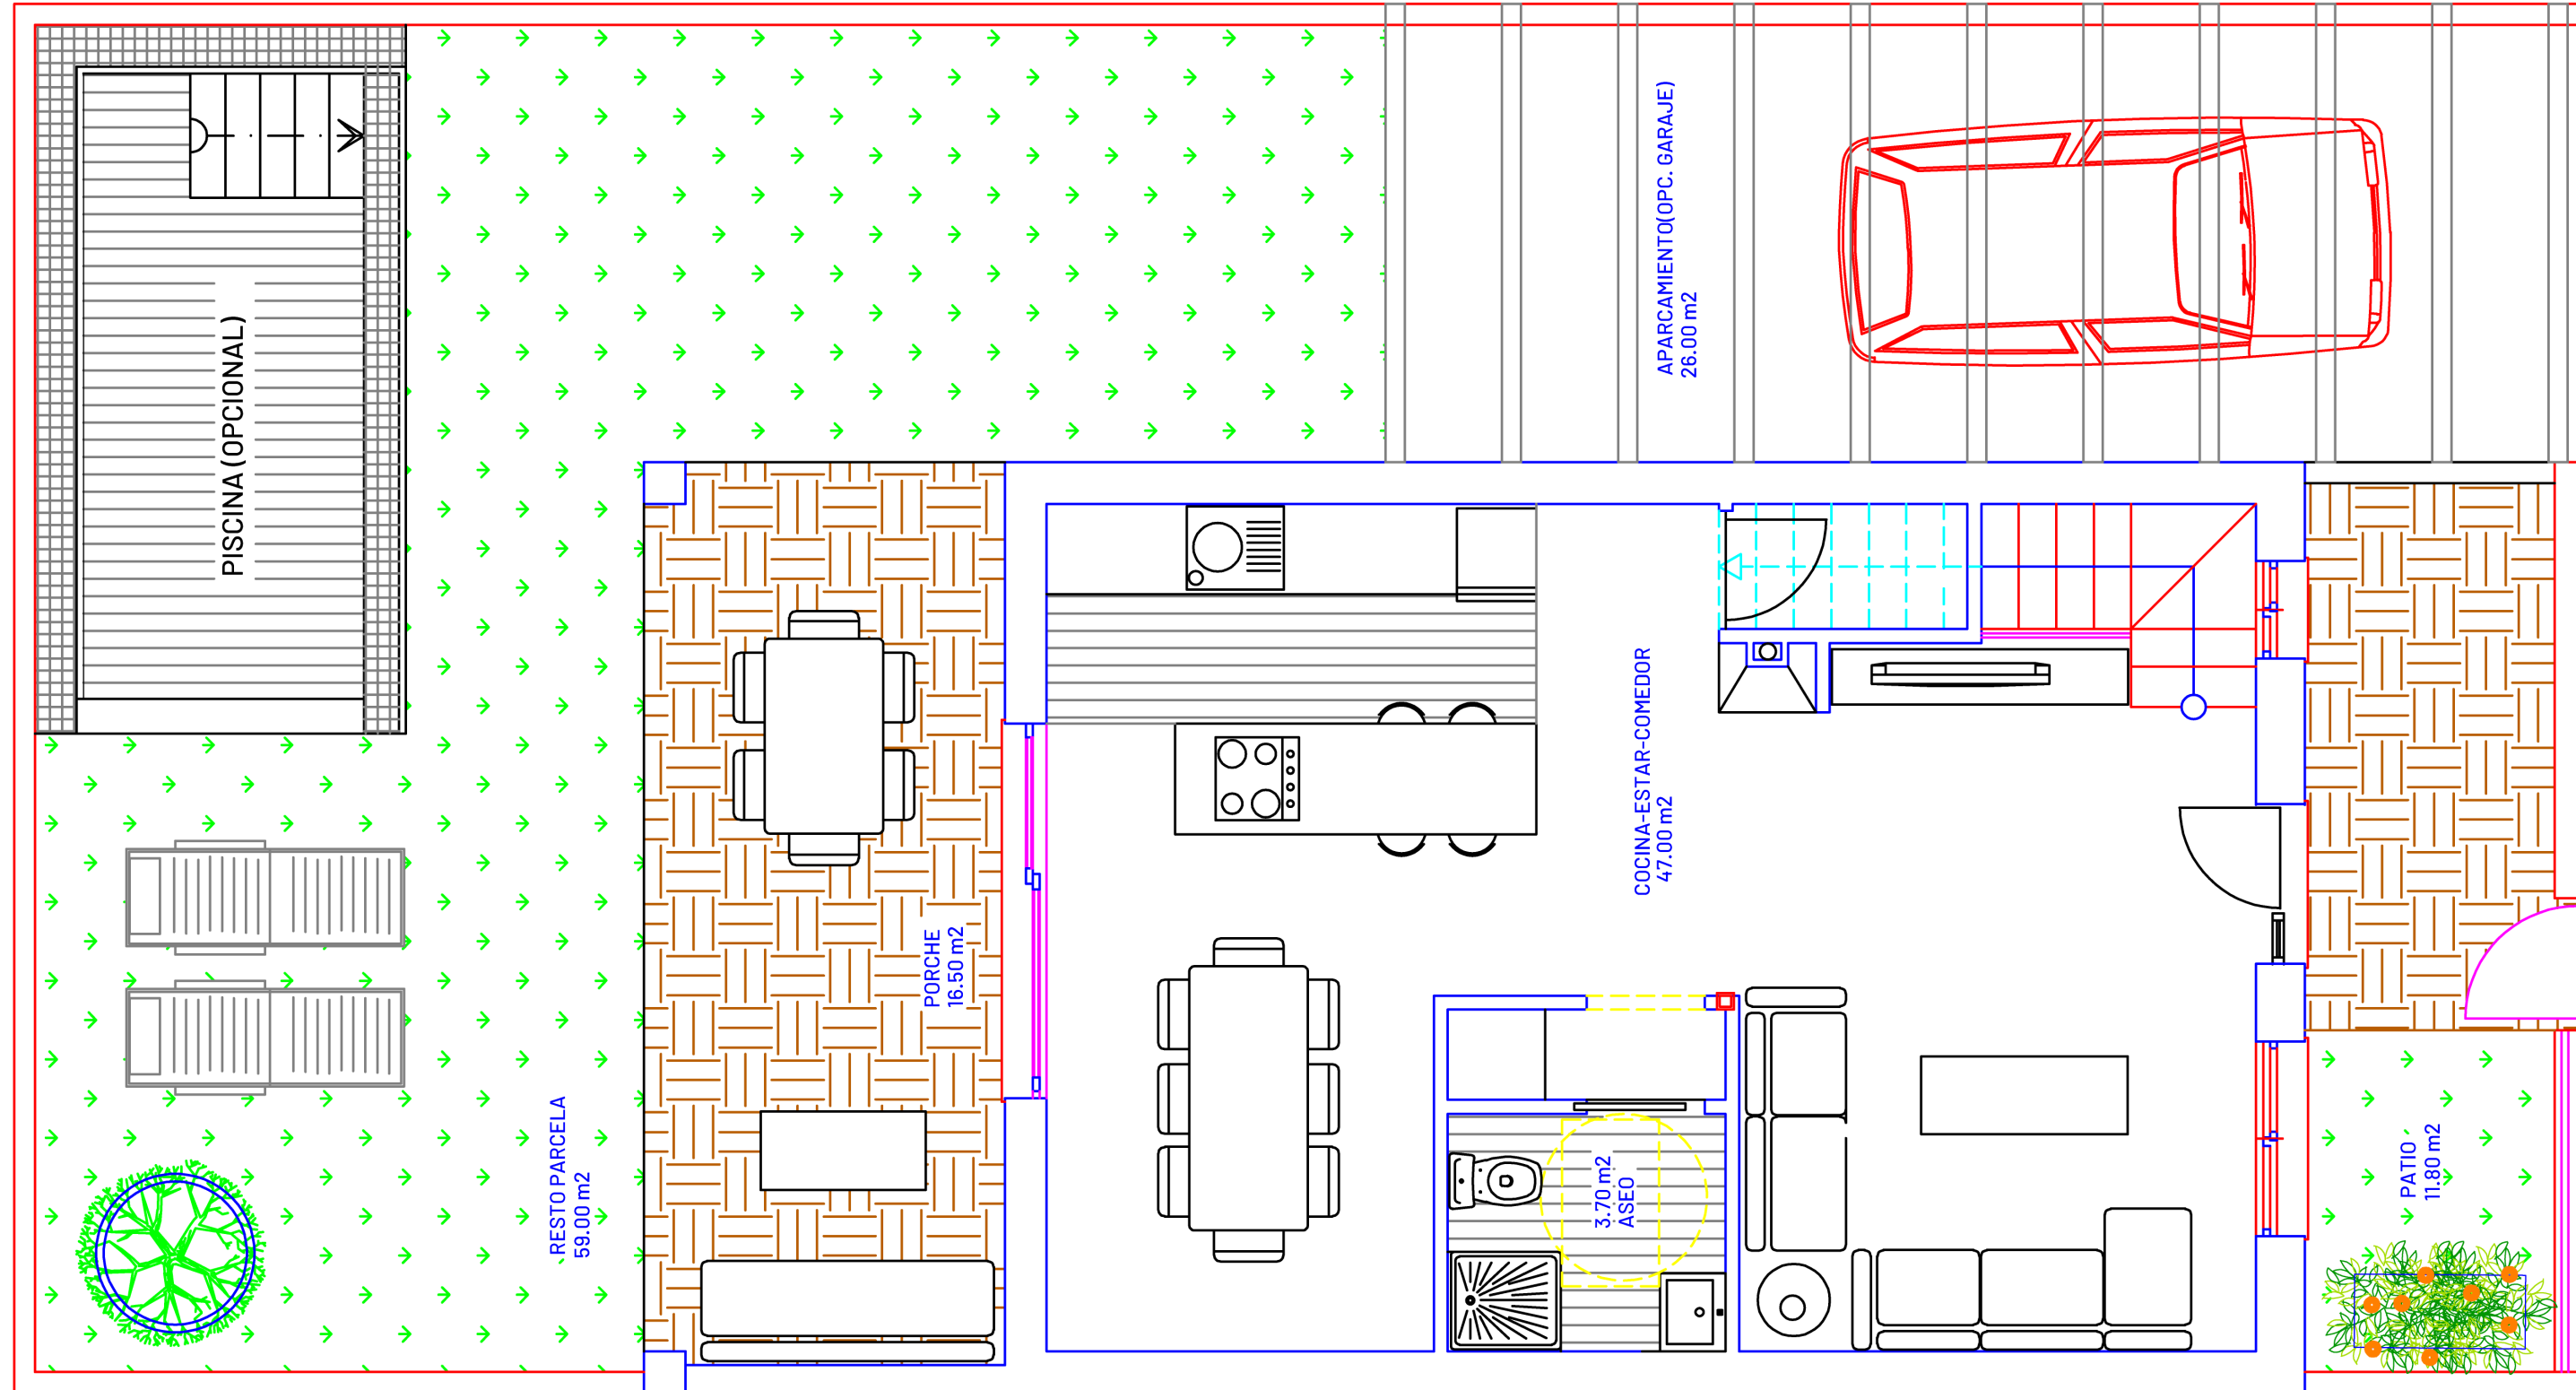 PISCINA (OPCIONAL)
APARCAMIENTO(OPC. GARAJE)
26.00 m2
COCINA-ESTAR-COMEDOR
47.00 m2
PORCHE
16.50 m2
RESTO PARCELA
59.00 m2
3.70 m2
ASEO
PATIO
11.80 m2